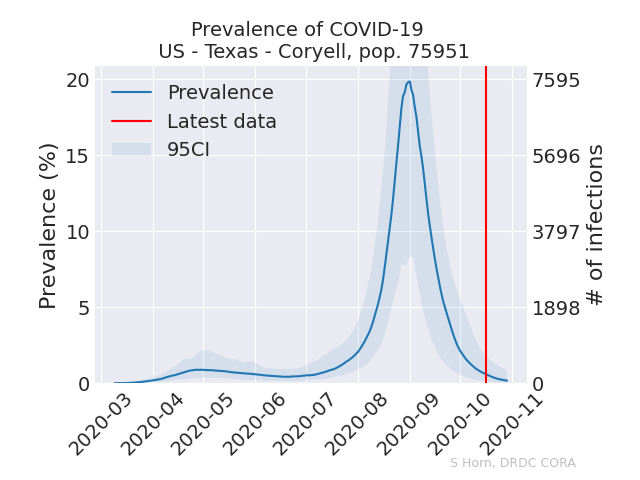 Prevalence of COVID-19
US - Texas - Coryell, pop. 75951
Prevalence
Latest data
95CI
Prevalence (%)
20
15
10
5
0
7595
5696
3797
1898
0
# of infections
2020-03
2020-04
2020-05
2020-06
2020-07
2020-08
2020-09
2020-10
2020-11
S Horn, DRDC CORA